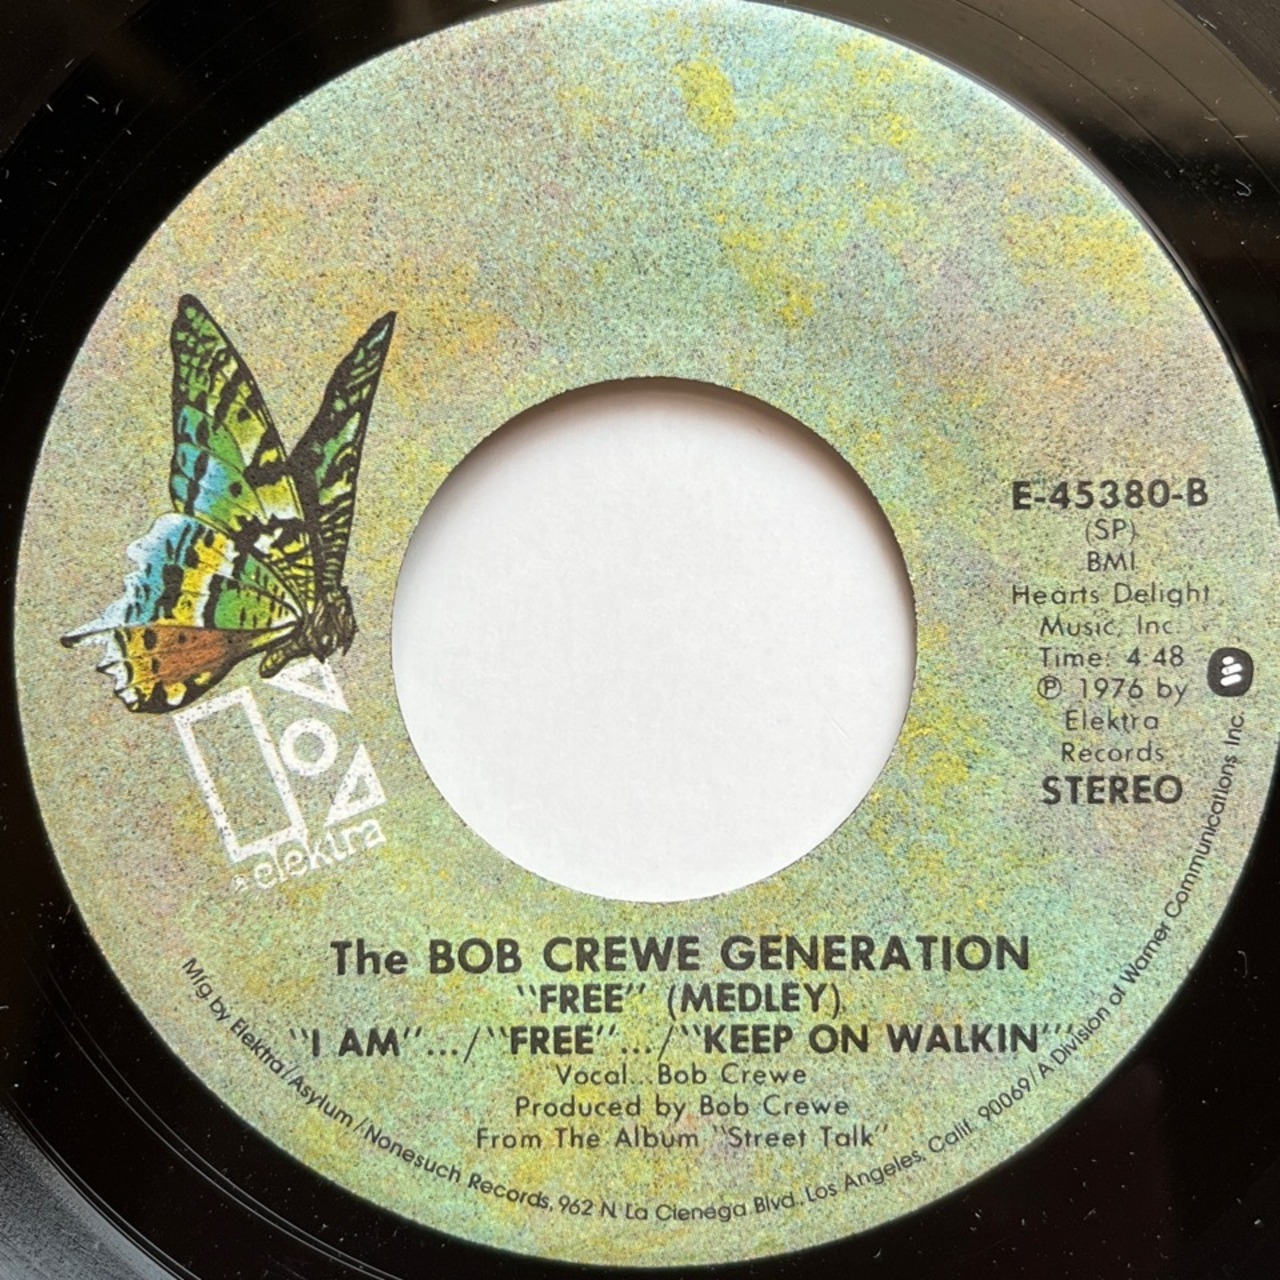 E-45380-B
(SP)
BMI
Hearts Delight
Music, Inc.
Time: 4:48
℗ 1976 by
Elektra
Records
STEREO
elektra
The BOB CREWE GENERATION
"FREE" (MEDLEY)
"I AM".../"FREE".../"KEEP ON WALKIN'"
Vocal...Bob Crewe
Produced by Bob Crewe
From The Album "Street Talk"
Mfg. by Elektra/Asylum/Nonesuch Records, 962 N. La Cienega Blvd., Los Angeles, Calif. 90069/A Division of Warner Communications Inc.